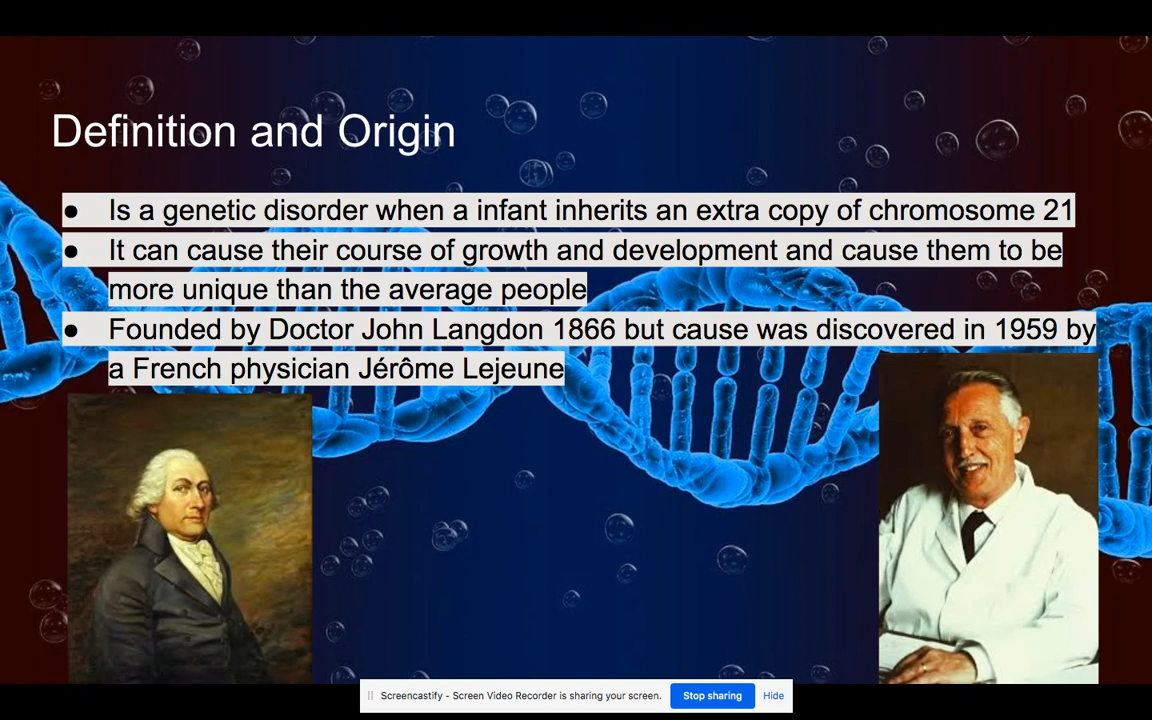 Definition and Origin
● Is a genetic disorder when a infant inherits an extra copy of chromosome 21
● It can cause their course of growth and development and cause them to be
more unique than the average people
● Founded by Doctor John Langdon 1866 but cause was discovered in 1959 by
a French physician Jérôme Lejeune
Screencastify - Screen Video Recorder is sharing your screen. Stop sharing Hide